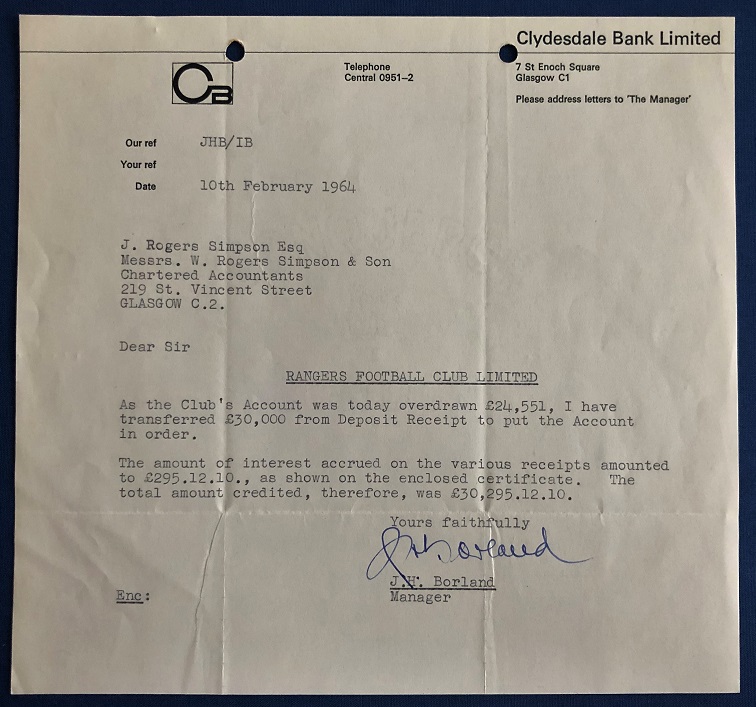 Clydesdale Bank Limited
CB
Telephone
Central 0951–2
7 St Enoch Square
Glasgow C1
Please address letters to 'The Manager'
Our ref JHB/IB
Your ref
Date 10th February 1964
J. Rogers Simpson Esq
Messrs. W. Rogers Simpson & Son
Chartered Accountants
219 St. Vincent Street
GLASGOW C.2.
Dear Sir
RANGERS FOOTBALL CLUB LIMITED
As the Club's Account was today overdrawn £24,551, I have
transferred £30,000 from Deposit Receipt to put the Account
in order.
The amount of interest accrued on the various receipts amounted
to £295.12.10., as shown on the enclosed certificate. The
total amount credited, therefore, was £30,295.12.10.
Yours faithfully
JHBorland
J.H. Borland
Manager
Enc: